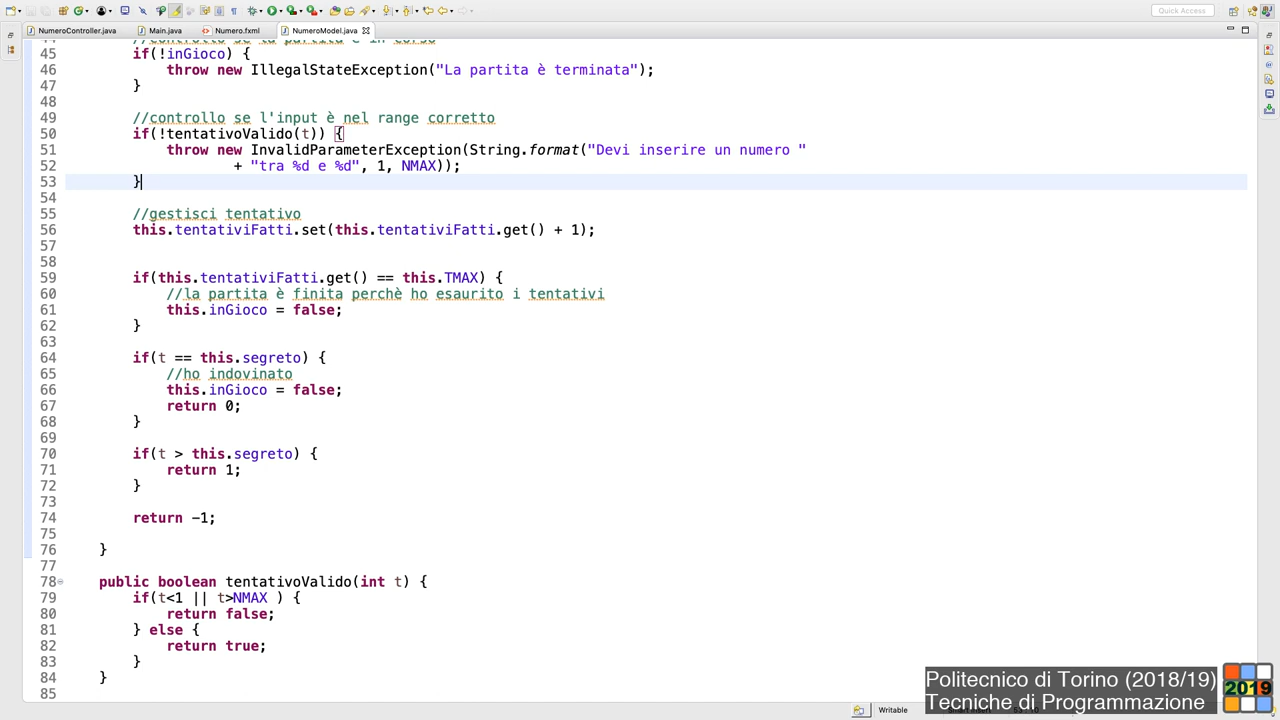 Quick Access
NumeroController.java Main.java Numero.fxml NumeroModel.java
44 //controllo se la partita è in corso
45 if(!inGioco) {
46 throw new IllegalStateException("La partita è terminata");
47 }
48
49 //controllo se l'input è nel range corretto
50 if(!tentativoValido(t)) {
51 throw new InvalidParameterException(String.format("Devi inserire un numero "
52 + "tra %d e %d", 1, NMAX));
53 }
54
55 //gestisci tentativo
56 this.tentativiFatti.set(this.tentativiFatti.get() + 1);
57
58
59 if(this.tentativiFatti.get() == this.TMAX) {
60 //la partita è finita perchè ho esaurito i tentativi
61 this.inGioco = false;
62 }
63
64 if(t == this.segreto) {
65 //ho indovinato
66 this.inGioco = false;
67 return 0;
68 }
69
70 if(t > this.segreto) {
71 return 1;
72 }
73
74 return -1;
75
76 }
77
78 public boolean tentativoValido(int t) {
79 if(t<1 || t>NMAX ) {
80 return false;
81 } else {
82 return true;
83 }
84 }
85
Politecnico di Torino (2018/19)
Tecniche di Programmazione
2019
Writable